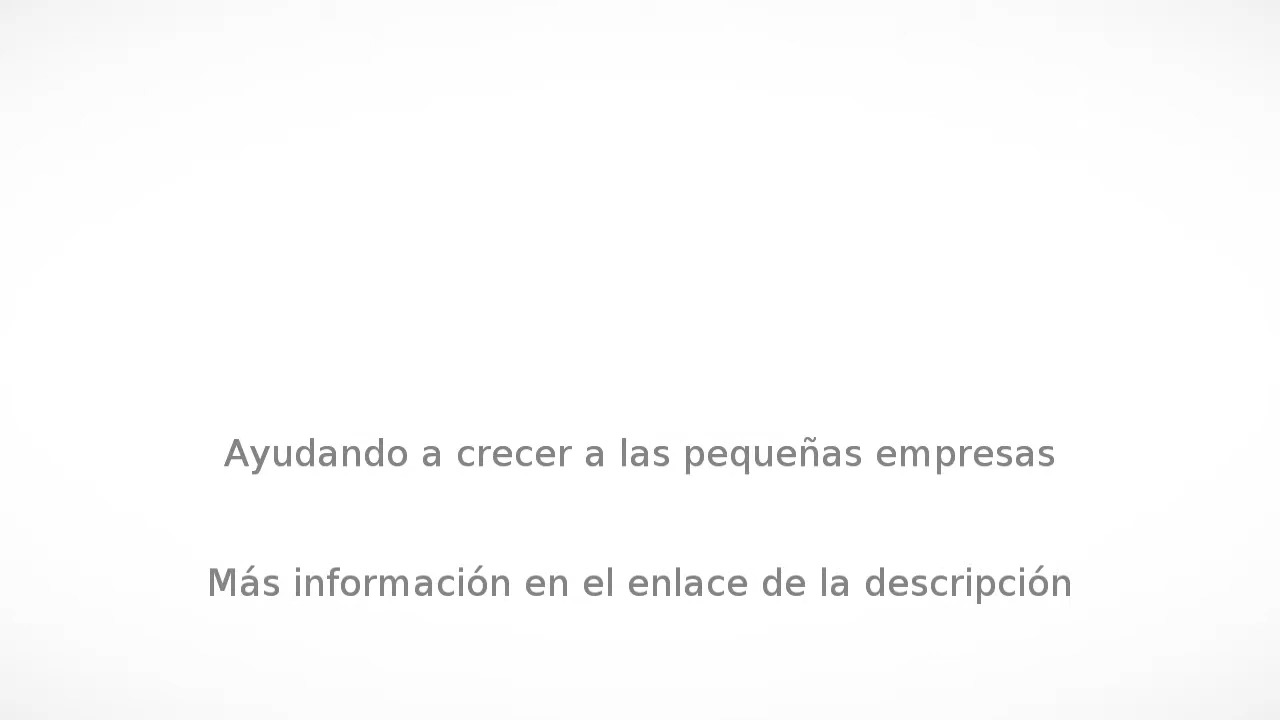 Ayudando a crecer a las pequeñas empresas
Más información en el enlace de la descripción